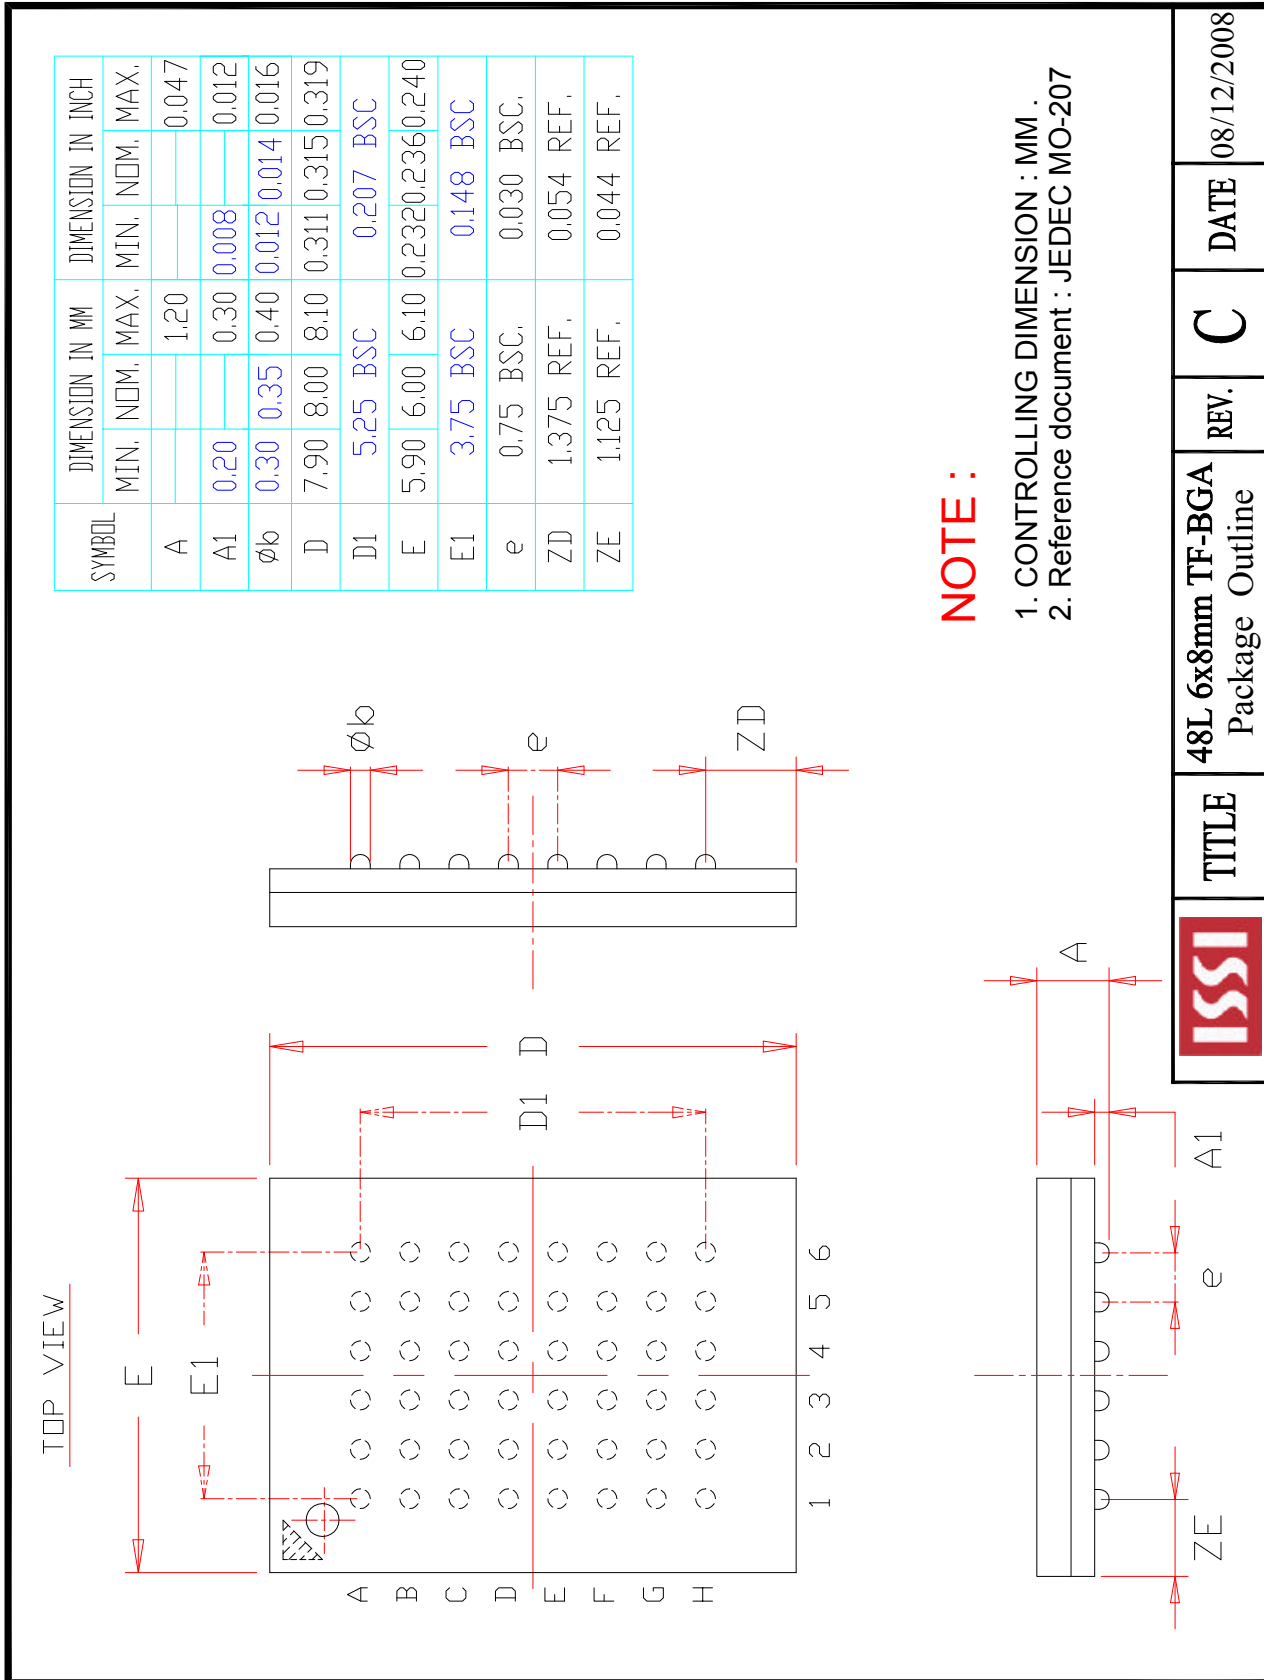 TOP VIEW
E
E1
D
D1
A
B
C
D
E
F
G
H
1 2 3 4 5 6
Øb
e
ZD
ZE
e
A1
A
SYMBOL DIMENSION IN MM DIMENSION IN INCH
MIN. NOM. MAX. MIN. NOM. MAX.
A 1.20 0.047
A1 0.20 0.30 0.008 0.012
Øb 0.30 0.35 0.40 0.012 0.014 0.016
D 7.90 8.00 8.10 0.311 0.315 0.319
D1 5.25 BSC 0.207 BSC
E 5.90 6.00 6.10 0.232 0.236 0.240
E1 3.75 BSC 0.148 BSC
e 0.75 BSC. 0.030 BSC.
ZD 1.375 REF. 0.054 REF.
ZE 1.125 REF. 0.044 REF.
NOTE :
1. CONTROLLING DIMENSION : MM .
2. Reference document : JEDEC MO-207
ISSI
TITLE
48L 6x8mm TF-BGA
Package Outline
REV.
C
DATE
08/12/2008